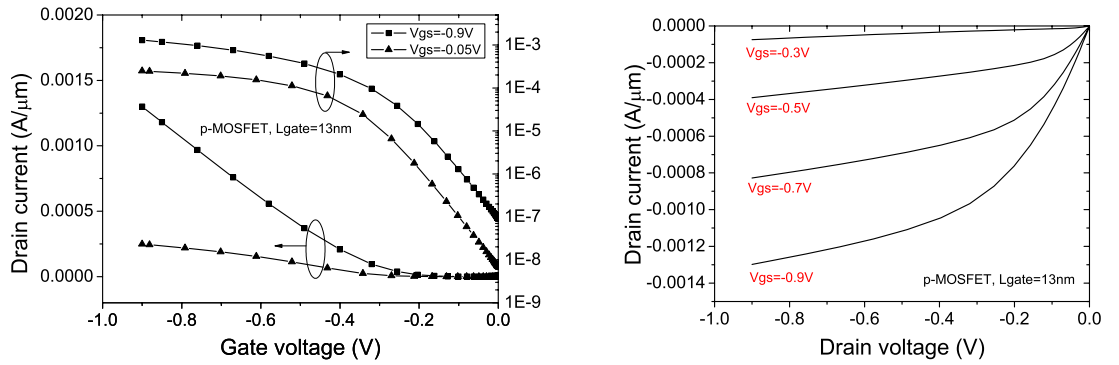 0.0020
0.0015
0.0010
0.0005
0.0000
Drain current (A/μm)
Vgs=-0.9V
Vgs=-0.05V
p-MOSFET, Lgate=13nm
1E-3
1E-4
1E-5
1E-6
1E-7
1E-8
1E-9
-1.0 -0.8 -0.6 -0.4 -0.2 0.0
Gate voltage (V)
0.0000
-0.0002
-0.0004
-0.0006
-0.0008
-0.0010
-0.0012
-0.0014
Drain current (A/μm)
Vgs=-0.3V
Vgs=-0.5V
Vgs=-0.7V
Vgs=-0.9V
p-MOSFET, Lgate=13nm
-1.0 -0.8 -0.6 -0.4 -0.2 0.0
Drain voltage (V)